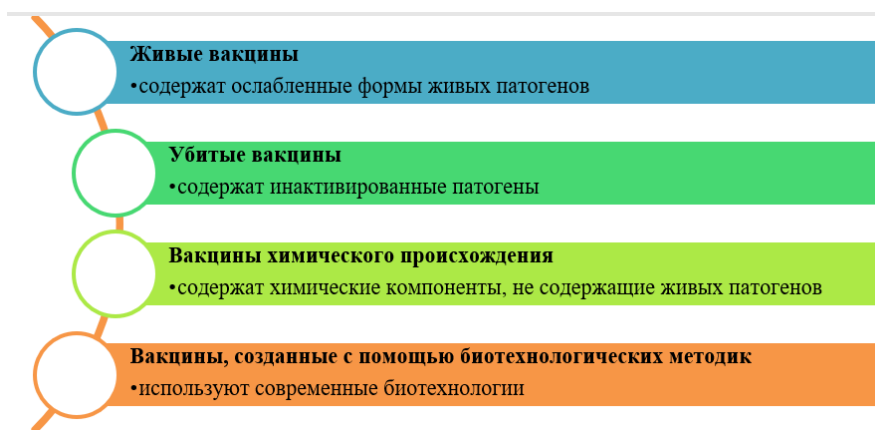 Живые вакцины
•содержат ослабленные формы живых патогенов
Убитые вакцины
•содержат инактивированные патогены
Вакцины химического происхождения
•содержат химические компоненты, не содержащие живых патогенов
Вакцины, созданные с помощью биотехнологических методик
•используют современные биотехнологии